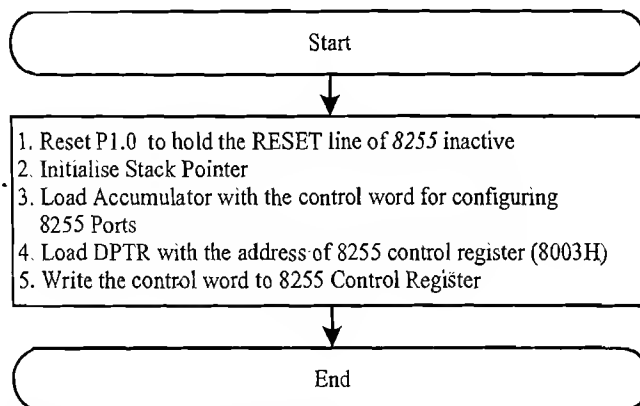 Start
1. Reset P1.0 to hold the RESET line of 8255 inactive
2. Initialise Stack Pointer
3. Load Accumulator with the control word for configuring
8255 Ports
4. Load DPTR with the address of 8255 control register (8003H)
5. Write the control word to 8255 Control Register
End